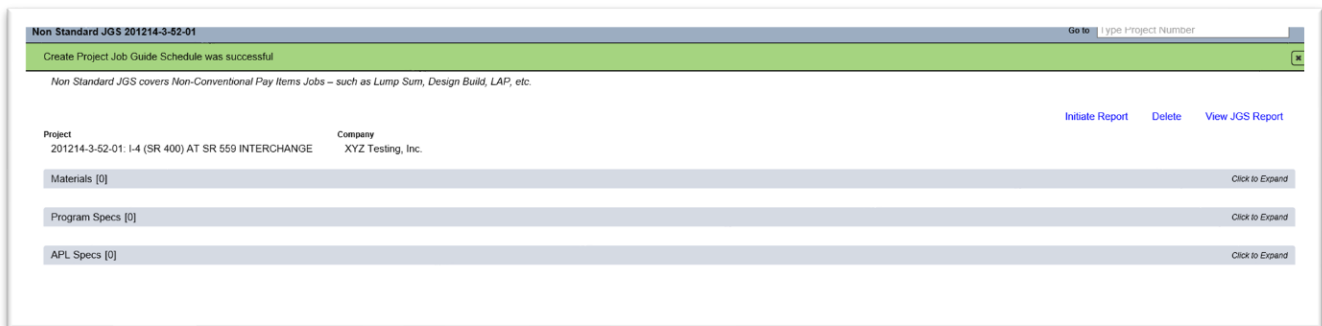 Non Standard JGS 201214-3-52-01 Go to Type Project Number
Create Project Job Guide Schedule was successful
Non Standard JGS covers Non-Conventional Pay Items Jobs – such as Lump Sum, Design Build, LAP, etc.
Initiate Report Delete View JGS Report
Project Company
201214-3-52-01: I-4 (SR 400) AT SR 559 INTERCHANGE XYZ Testing, Inc.
Materials [0] Click to Expand
Program Specs [0] Click to Expand
APL Specs [0] Click to Expand